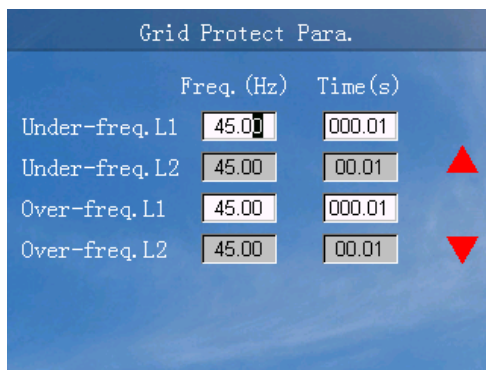 Grid Protect Para.
Freq.(Hz) Time(s)
Under-freq.L1 45.00 000.01
Under-freq.L2 45.00 00.01
Over-freq.L1 45.00 000.01
Over-freq.L2 45.00 00.01